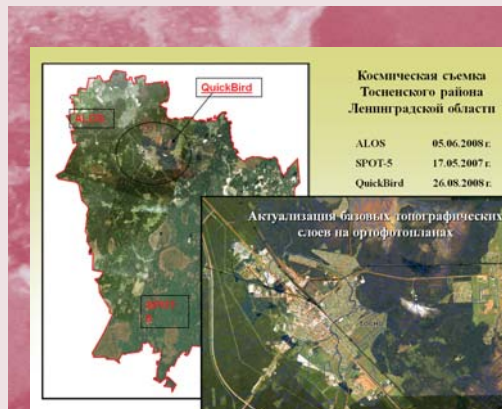 QuickBird
ALOS
Космическая съемка
Тосненского района
Ленинградской области
ALOS 05.06.2008 г.
SPOT-5 17.05.2007 г.
QuickBird 26.08.2008 г.
Актуализация базовых топографических
слоев на ортофотопланах